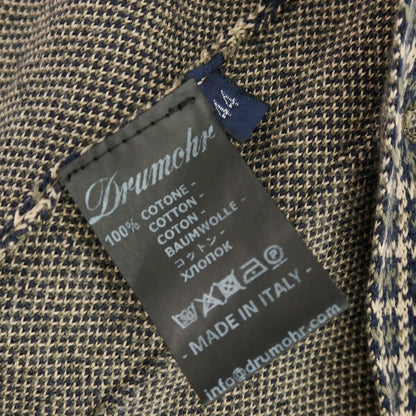 Drumohr
100% COTONE -
COTTON -
COTON -
BAUMWOLLE -
コットン -
ХЛОПОК
- MADE IN ITALY -
info@drumohr.com